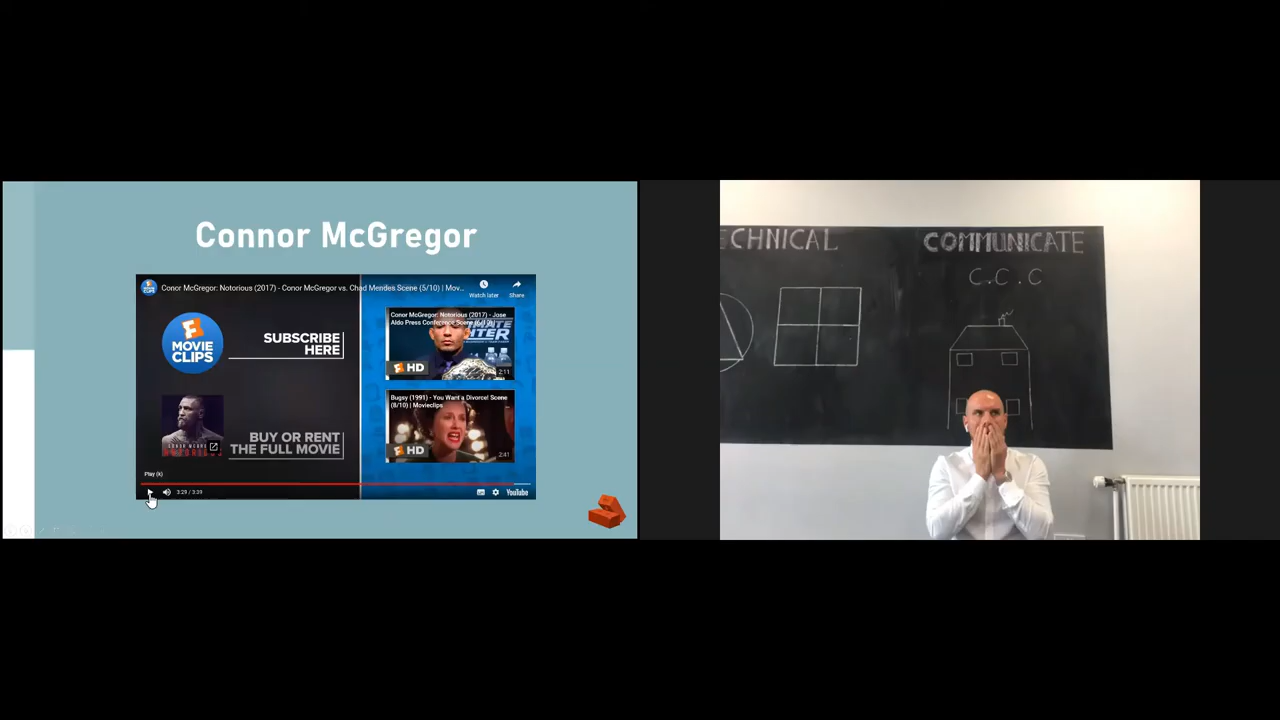 Connor McGregor
Conor McGregor: Notorious (2017) - Conor McGregor vs. Chad Mendes Scene (5/10) | Mov...
Watch later
Share
MOVIE
CLIPS
SUBSCRIBE
HERE
Conor McGregor: Notorious (2017) - Jose
Aldo Press Conference Scene
HD
2:11
BUY OR RENT
THE FULL MOVIE
Bugsy (1991) - You Want a Divorce! Scene
(8/10) | Movieclips
HD
2:41
Play (k)
3:29 / 3:39
YouTube
CHNICAL
COMMUNICATE
C.C.C